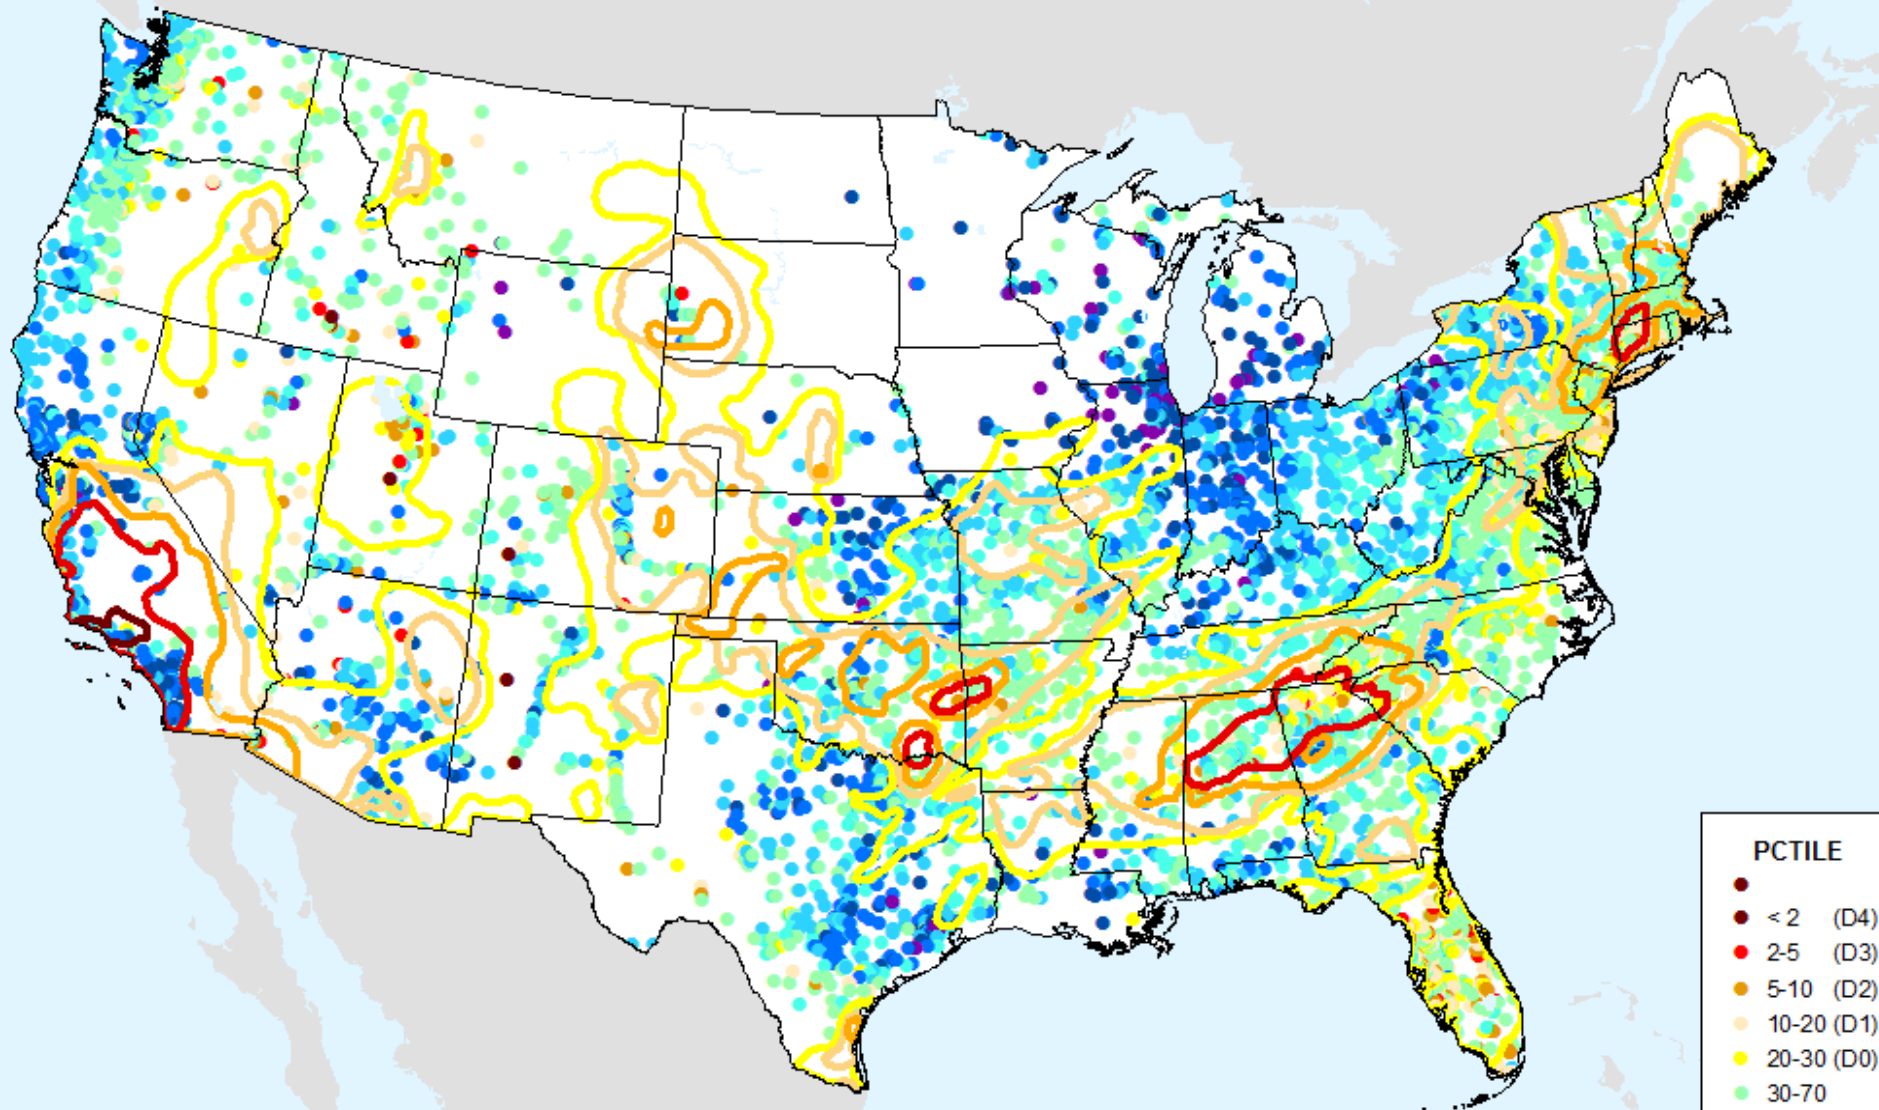 PCTILE
< 2 (D4)
2-5 (D3)
5-10 (D2)
10-20 (D1)
20-30 (D0)
30-70